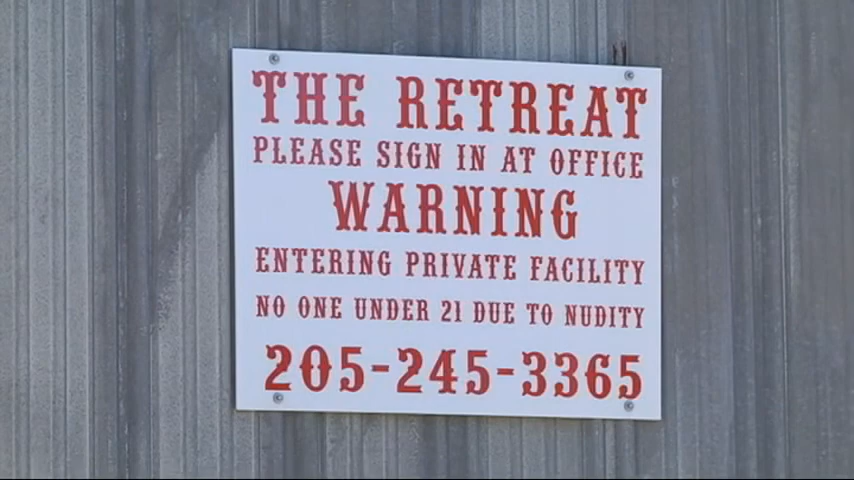 THE RETREAT
PLEASE SIGN IN AT OFFICE
WARNING
ENTERING PRIVATE FACILITY
NO ONE UNDER 21 DUE TO NUDITY
205-245-3365